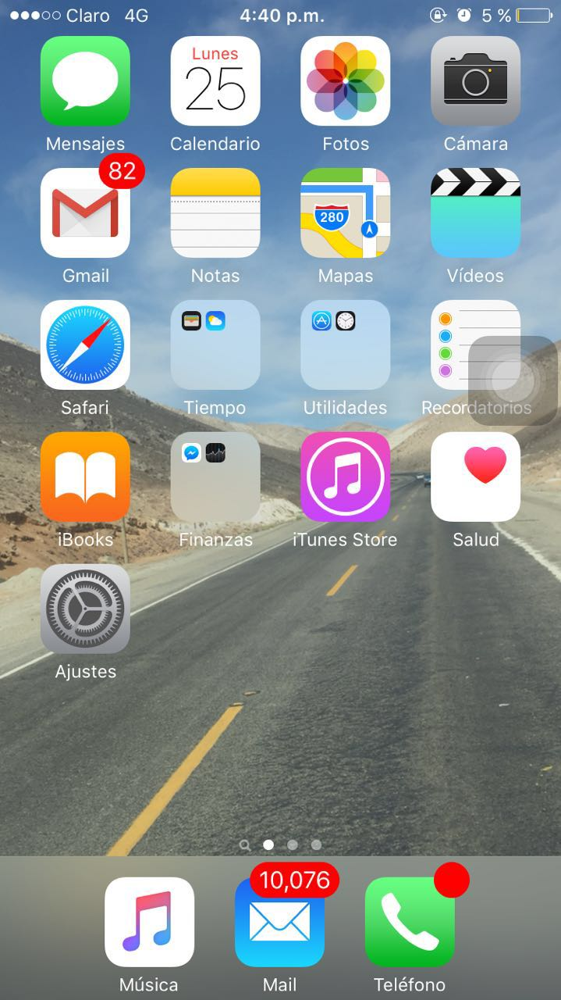 Claro 4G 4:40 p.m. 5 %
Lunes
25
Mensajes Calendario Fotos Cámara
82
280
Gmail Notas Mapas Vídeos
Safari Tiempo Utilidades Recordatorios
iBooks Finanzas iTunes Store Salud
Ajustes
10,076
Música Mail Teléfono